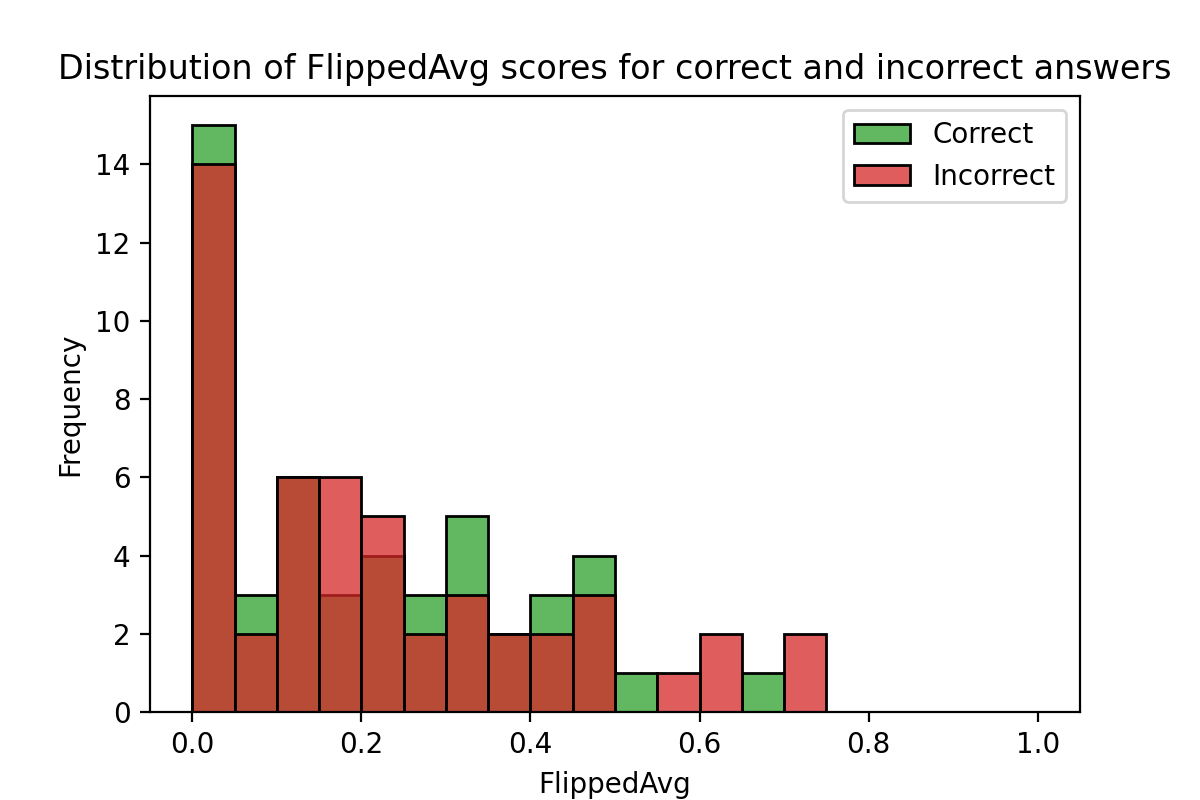 Distribution of FlippedAvg scores for correct and incorrect answers
Correct
Incorrect
14
12
10
8
6
4
2
0
Frequency
0.0 0.2 0.4 0.6 0.8 1.0
FlippedAvg